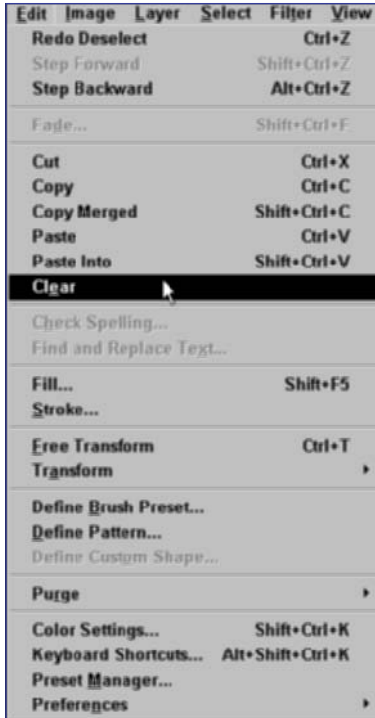 Edit Image Layer Select Filter View
Redo Deselect Ctrl+Z
Step Forward Shift+Ctrl+Z
Step Backward Alt+Ctrl+Z
Fade... Shift+Ctrl+F
Cut Ctrl+X
Copy Ctrl+C
Copy Merged Shift+Ctrl+C
Paste Ctrl+V
Paste Into Shift+Ctrl+V
Clear
Check Spelling...
Find and Replace Text...
Fill... Shift+F5
Stroke...
Free Transform Ctrl+T
Transform
Define Brush Preset...
Define Pattern...
Define Custom Shape...
Purge
Color Settings... Shift+Ctrl+K
Keyboard Shortcuts... Alt+Shift+Ctrl+K
Preset Manager...
Preferences